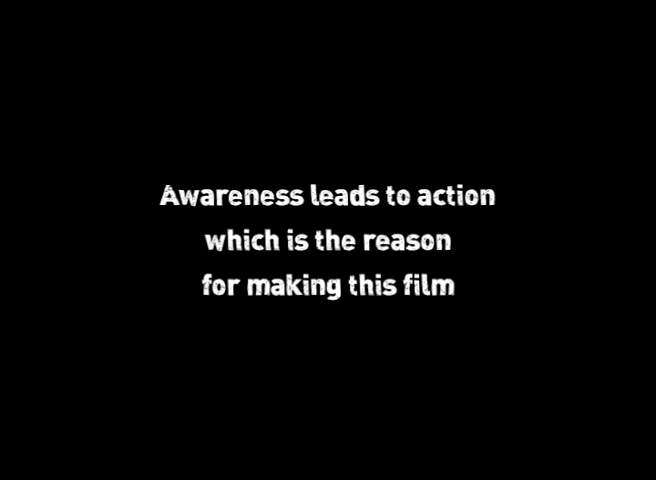 Awareness leads to action
which is the reason
for making this film